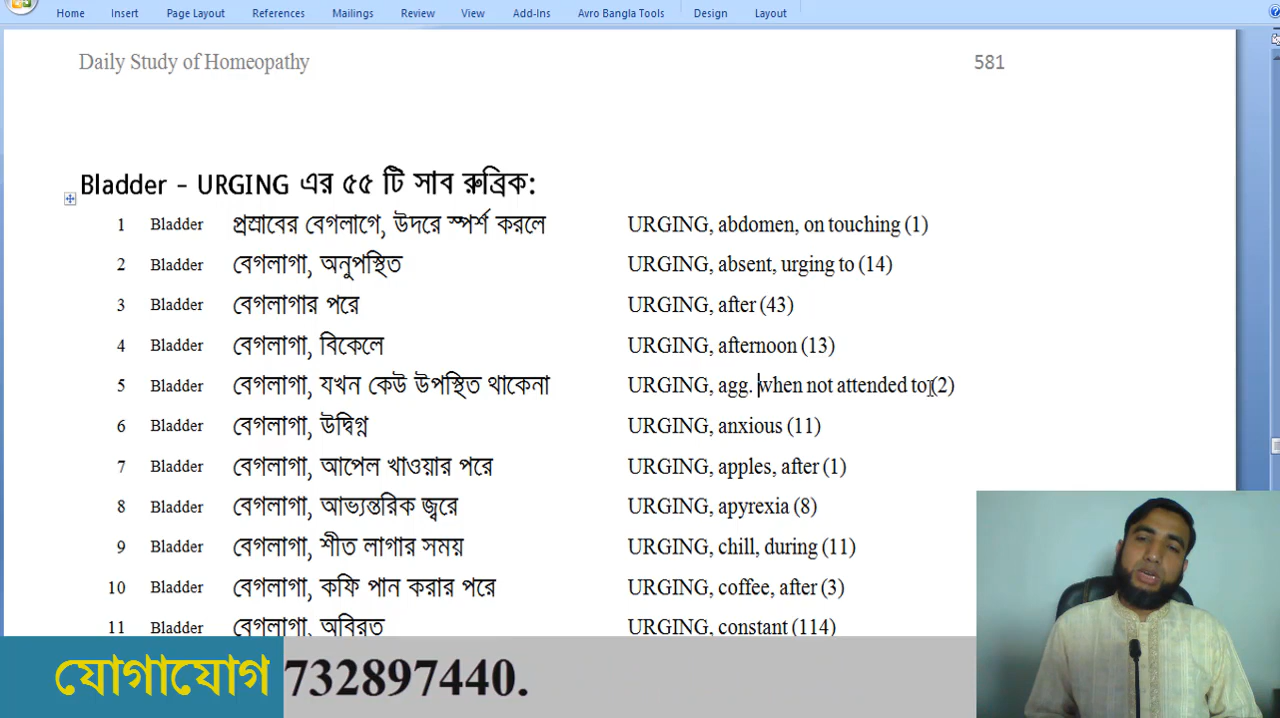 Home Insert Page Layout References Mailings Review View Add-Ins Avro Bangla Tools Design Layout
Daily Study of Homeopathy 581
Bladder - URGING এর ৫৫ টি সাব রুব্রিক:
1 Bladder প্রস্রাবের বেগলাগে, উদরে স্পর্শ করলে URGING, abdomen, on touching (1)
2 Bladder বেগলাগা, অনুপস্থিত URGING, absent, urging to (14)
3 Bladder বেগলাগার পরে URGING, after (43)
4 Bladder বেগলাগা, বিকেলে URGING, afternoon (13)
5 Bladder বেগলাগা, যখন কেউ উপস্থিত থাকেনা URGING, agg. when not attended to (2)
6 Bladder বেগলাগা, উদ্বিগ্ন URGING, anxious (11)
7 Bladder বেগলাগা, আপেল খাওয়ার পরে URGING, apples, after (1)
8 Bladder বেগলাগা, আভ্যন্তরিক জ্বরে URGING, apyrexia (8)
9 Bladder বেগলাগা, শীত লাগার সময় URGING, chill, during (11)
10 Bladder বেগলাগা, কফি পান করার পরে URGING, coffee, after (3)
11 Bladder বেগলাগা, অবিরত URGING, constant (114)
যোগাযোগ 732897440.